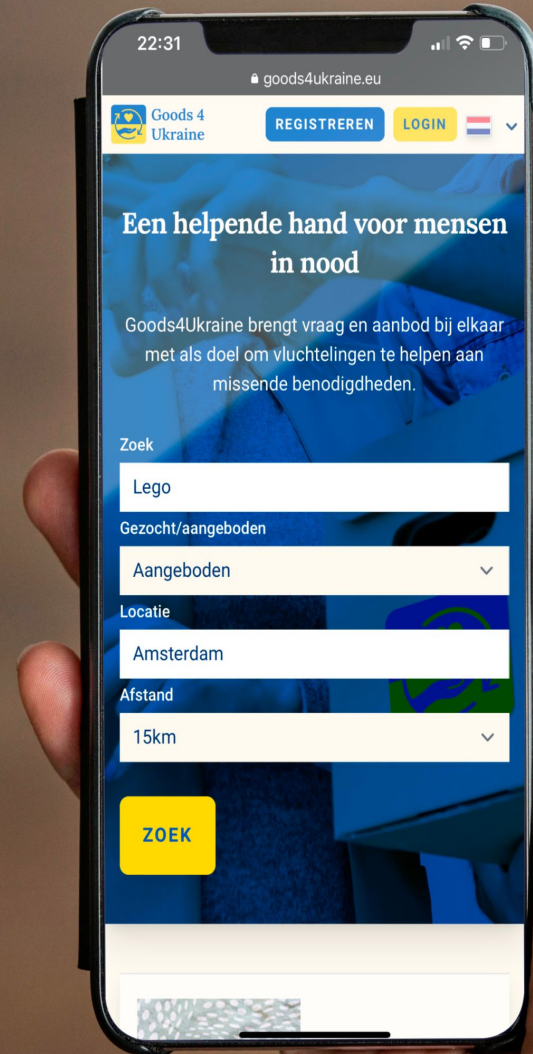 22:31
goods4ukraine.eu
Goods 4
Ukraine
REGISTREREN
LOGIN
Een helpende hand voor mensen
in nood
Goods4Ukraine brengt vraag en aanbod bij elkaar
met als doel om vluchtelingen te helpen aan
missende benodigdheden.
Zoek
Lego
Gezocht/aangeboden
Aangeboden
Locatie
Amsterdam
Afstand
15km
ZOEK